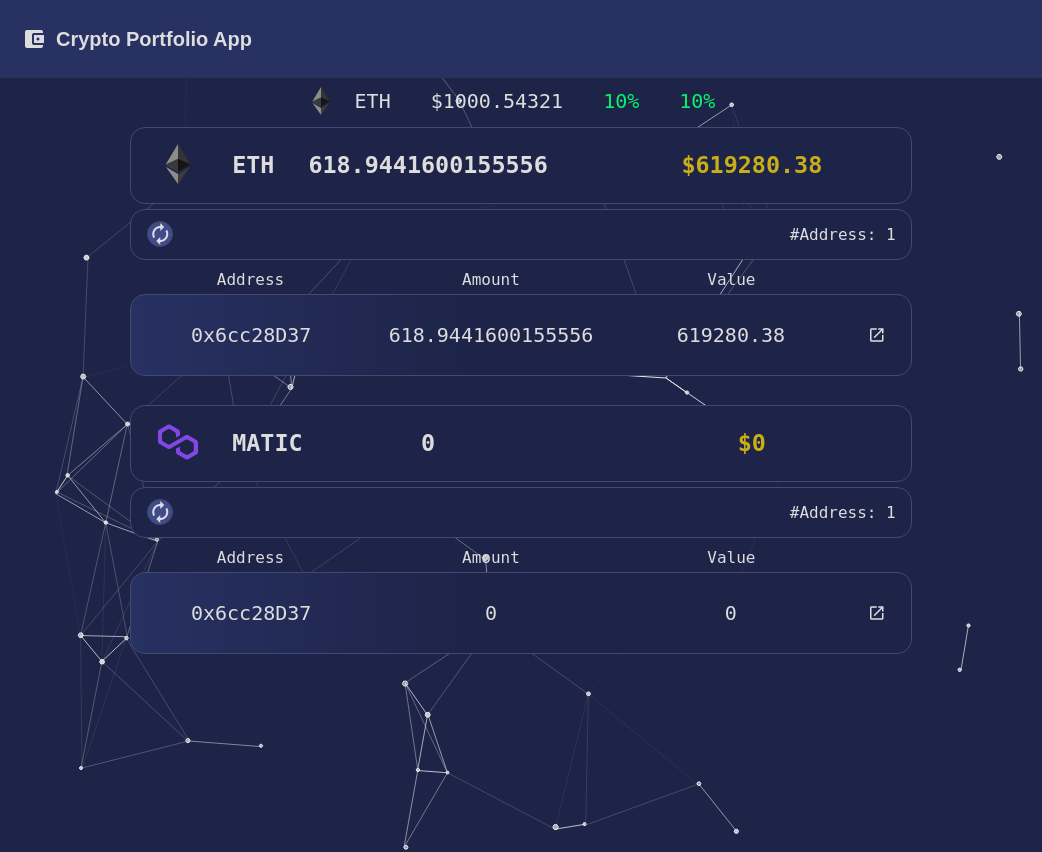 Crypto Portfolio App
ETH $1000.54321 10% 10%
ETH 618.9441600155556 $619280.38
#Address: 1
Address Amount Value
0x6cc28D37 618.9441600155556 619280.38
MATIC 0 $0
#Address: 1
Address Amount Value
0x6cc28D37 0 0